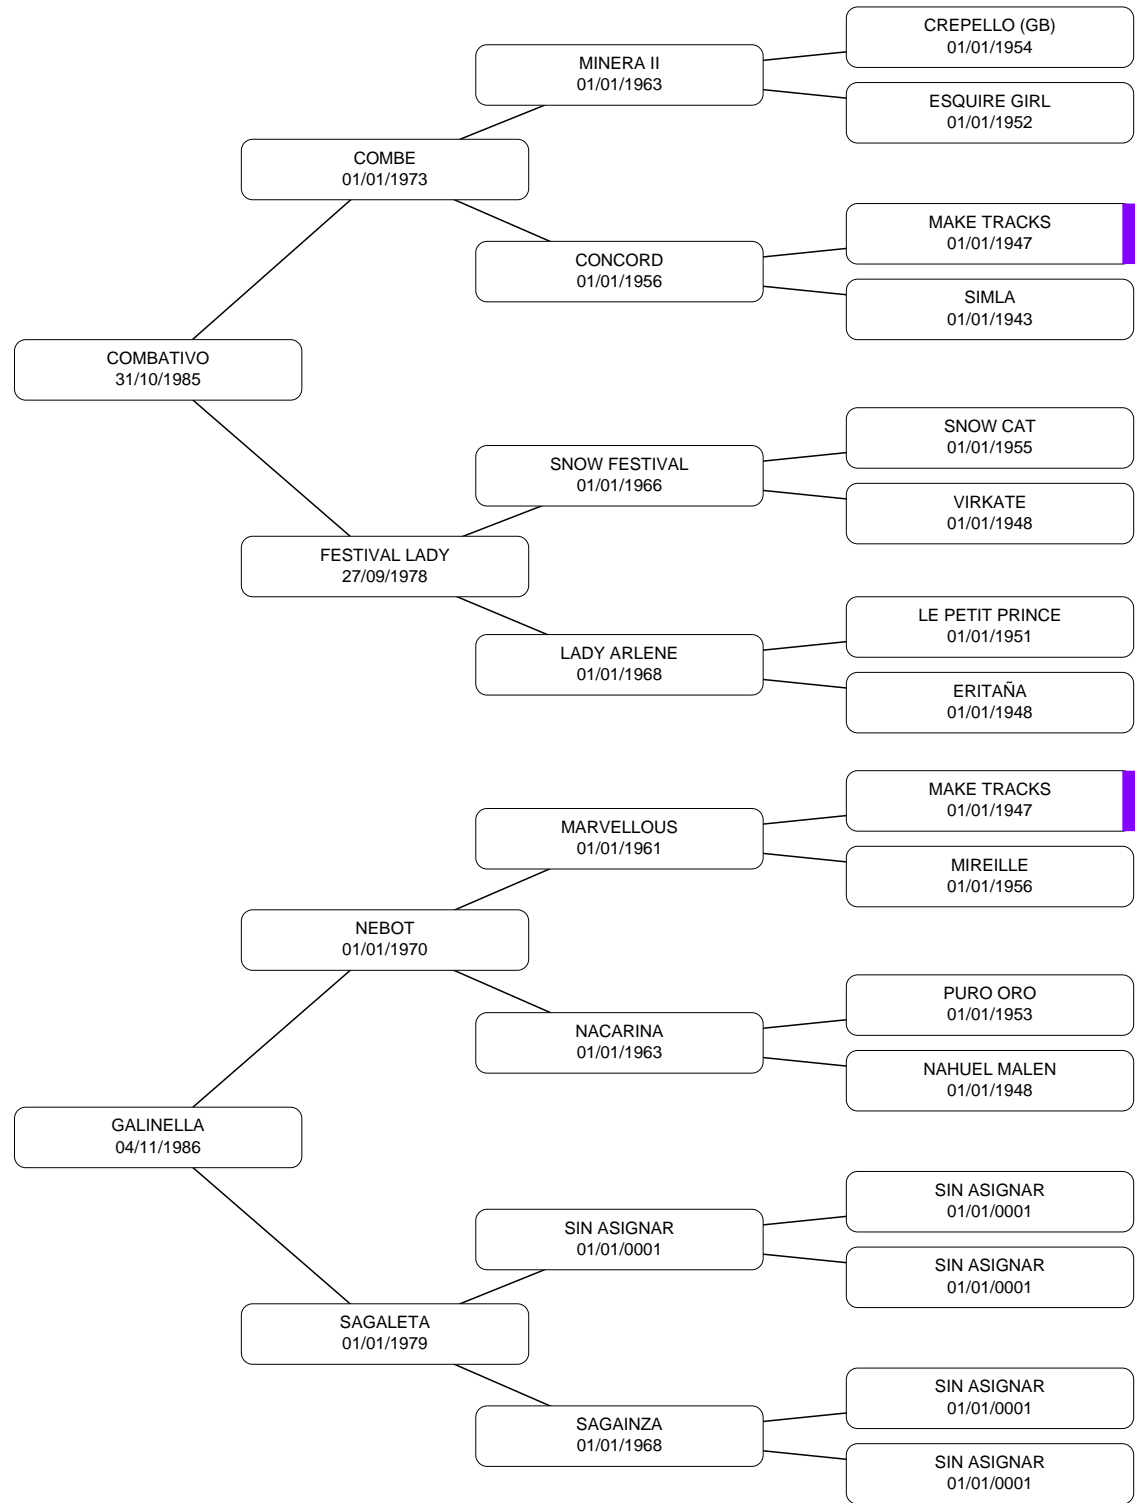 CREPELLO (GB)
01/01/1954
MINERA II
01/01/1963
ESQUIRE GIRL
01/01/1952
COMBE
01/01/1973
MAKE TRACKS
01/01/1947
CONCORD
01/01/1956
SIMLA
01/01/1943
COMBATIVO
31/10/1985
SNOW CAT
01/01/1955
SNOW FESTIVAL
01/01/1966
VIRKATE
01/01/1948
FESTIVAL LADY
27/09/1978
LE PETIT PRINCE
01/01/1951
LADY ARLENE
01/01/1968
ERITAÑA
01/01/1948
MAKE TRACKS
01/01/1947
MARVELLOUS
01/01/1961
MIREILLE
01/01/1956
NEBOT
01/01/1970
PURO ORO
01/01/1953
NACARINA
01/01/1963
NAHUEL MALEN
01/01/1948
GALINELLA
04/11/1986
SIN ASIGNAR
01/01/0001
SIN ASIGNAR
01/01/0001
SIN ASIGNAR
01/01/0001
SAGALETA
01/01/1979
SIN ASIGNAR
01/01/0001
SAGAINZA
01/01/1968
SIN ASIGNAR
01/01/0001